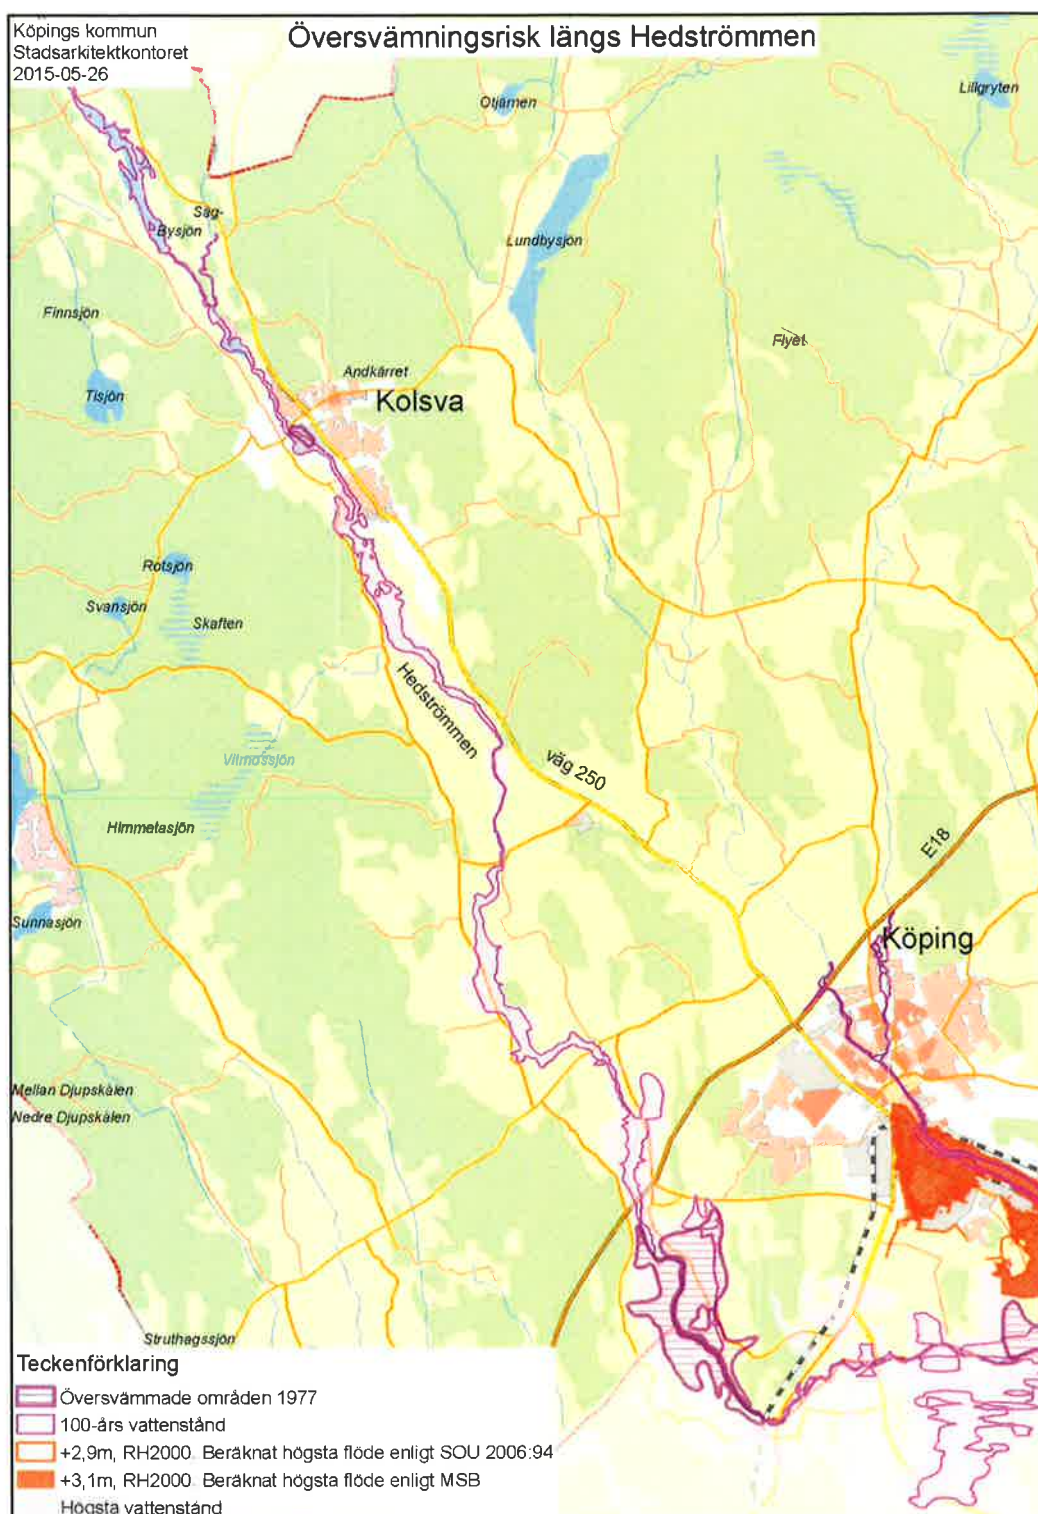 Köpings kommun
Stadsarkitektkontoret
2015-05-26
Översvämningsrisk längs Hedströmmen
Otjärnen
Lillgryten
Säg-
Bysjön
Lundbysjön
Finnsjön
Flyet
Andkärret
Tisjön
Kolsva
Rotsjön
Svansjön
Skaften
Hedströmmen
Vilmossjön
väg 250
Himmetasjön
E18
Sunnasjön
Köping
Mellan Djupskälen
Nedre Djupskälen
Struthagssjön
Teckenförklaring
Översvämmade områden 1977
100-års vattenstånd
+2,9m, RH2000. Beräknat högsta flöde enligt SOU 2006:94
+3,1m, RH2000. Beräknat högsta flöde enligt MSB
Högsta vattenstånd